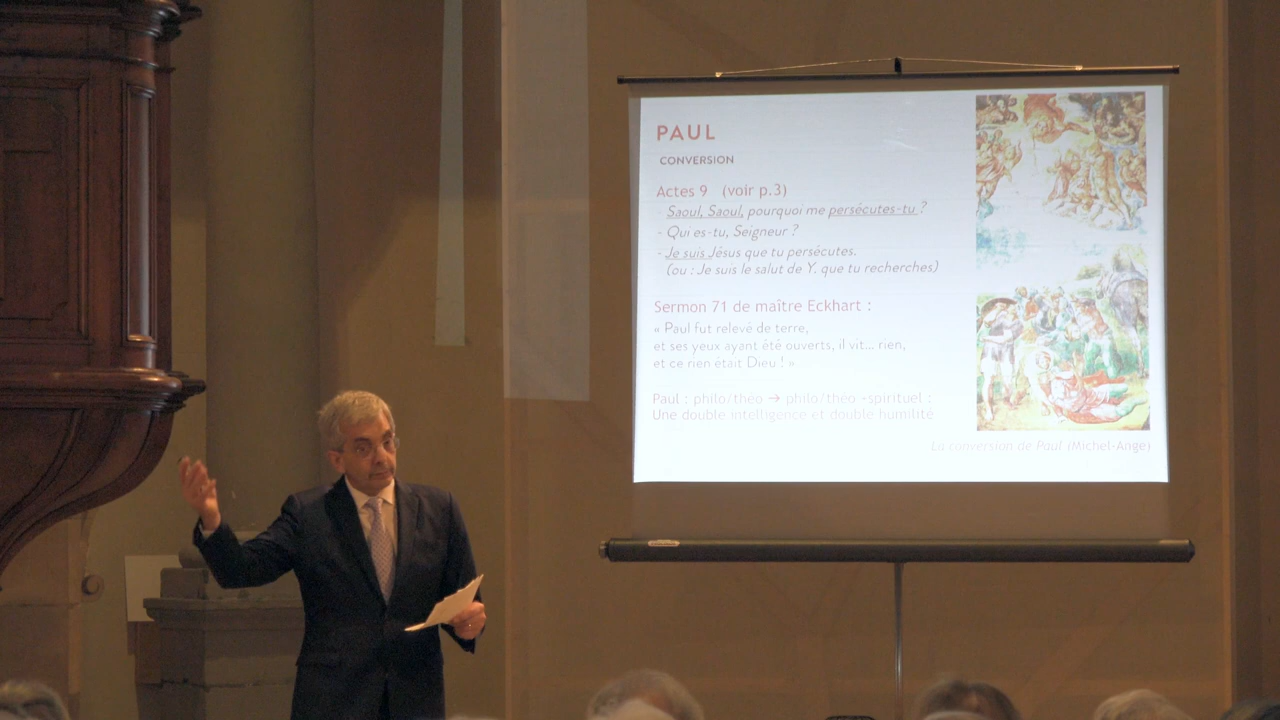 PAUL
CONVERSION
Actes 9 (voir p.3)
- Saoul, Saoul, pourquoi me persécutes-tu ?
- Qui es-tu, Seigneur ?
- Je suis Jésus que tu persécutes.
(ou : Je suis le salut de Y. que tu recherches)
Sermon 71 de maître Eckhart :
« Paul fut relevé de terre,
et ses yeux ayant été ouverts, il vit... rien,
et ce rien était Dieu ! »
Paul : philo/théo → philo/théo -spirituel :
Une double intelligence et double humilité
La conversion de Paul (Michel-Ange)